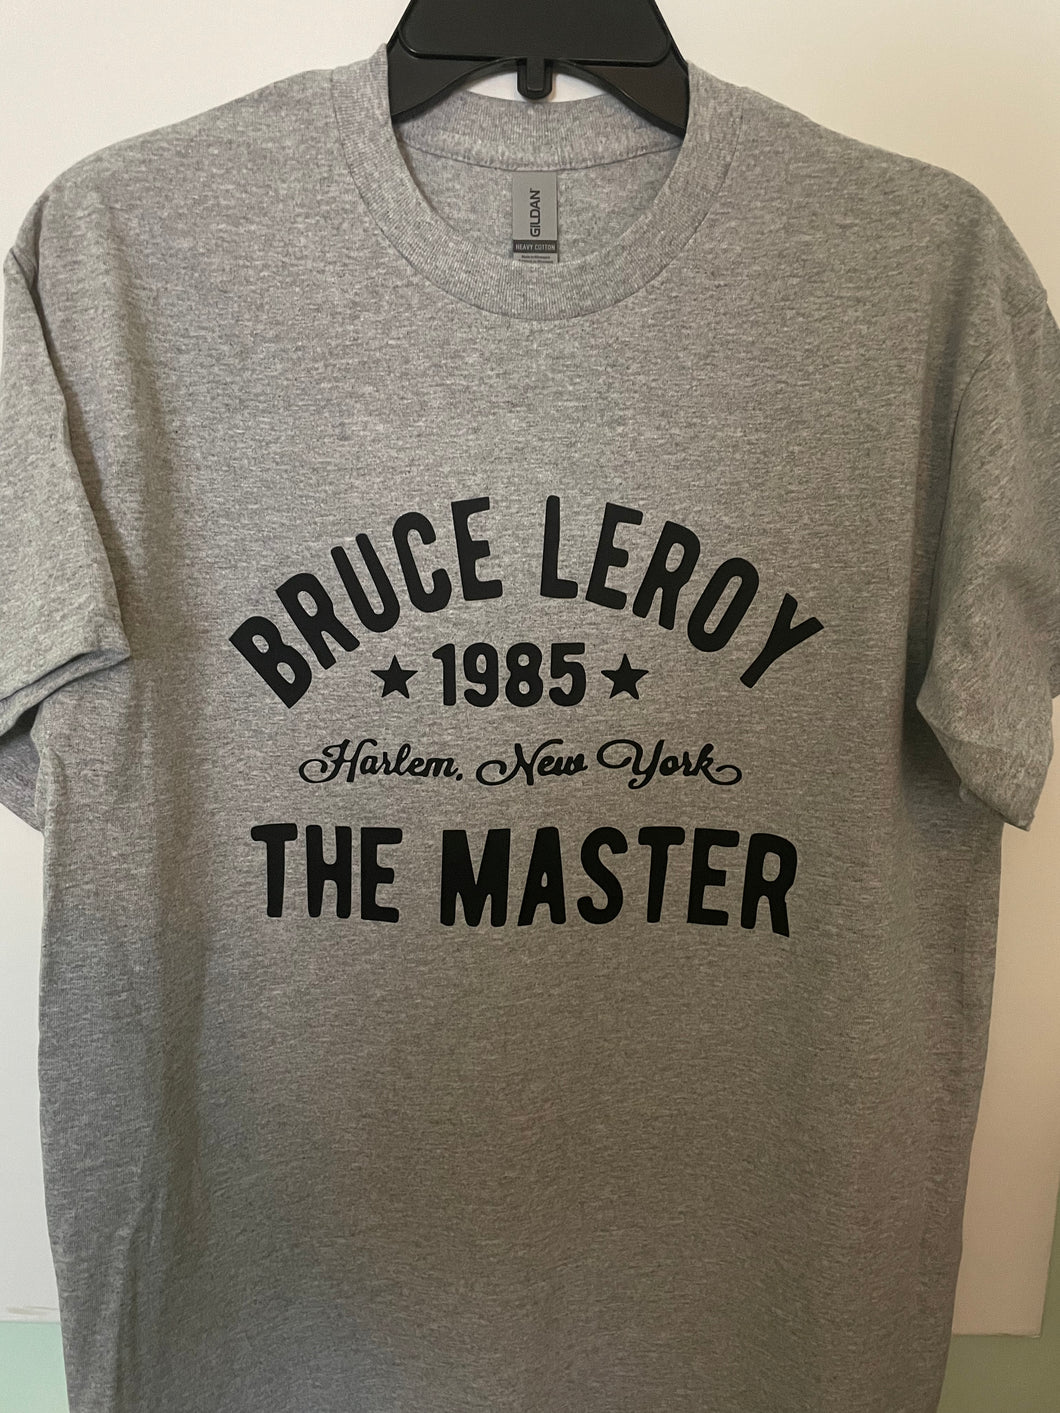 GILDAN
HEAVY COTTON
BRUCE LEROY
★ 1985 ★
Harlem, New York
THE MASTER